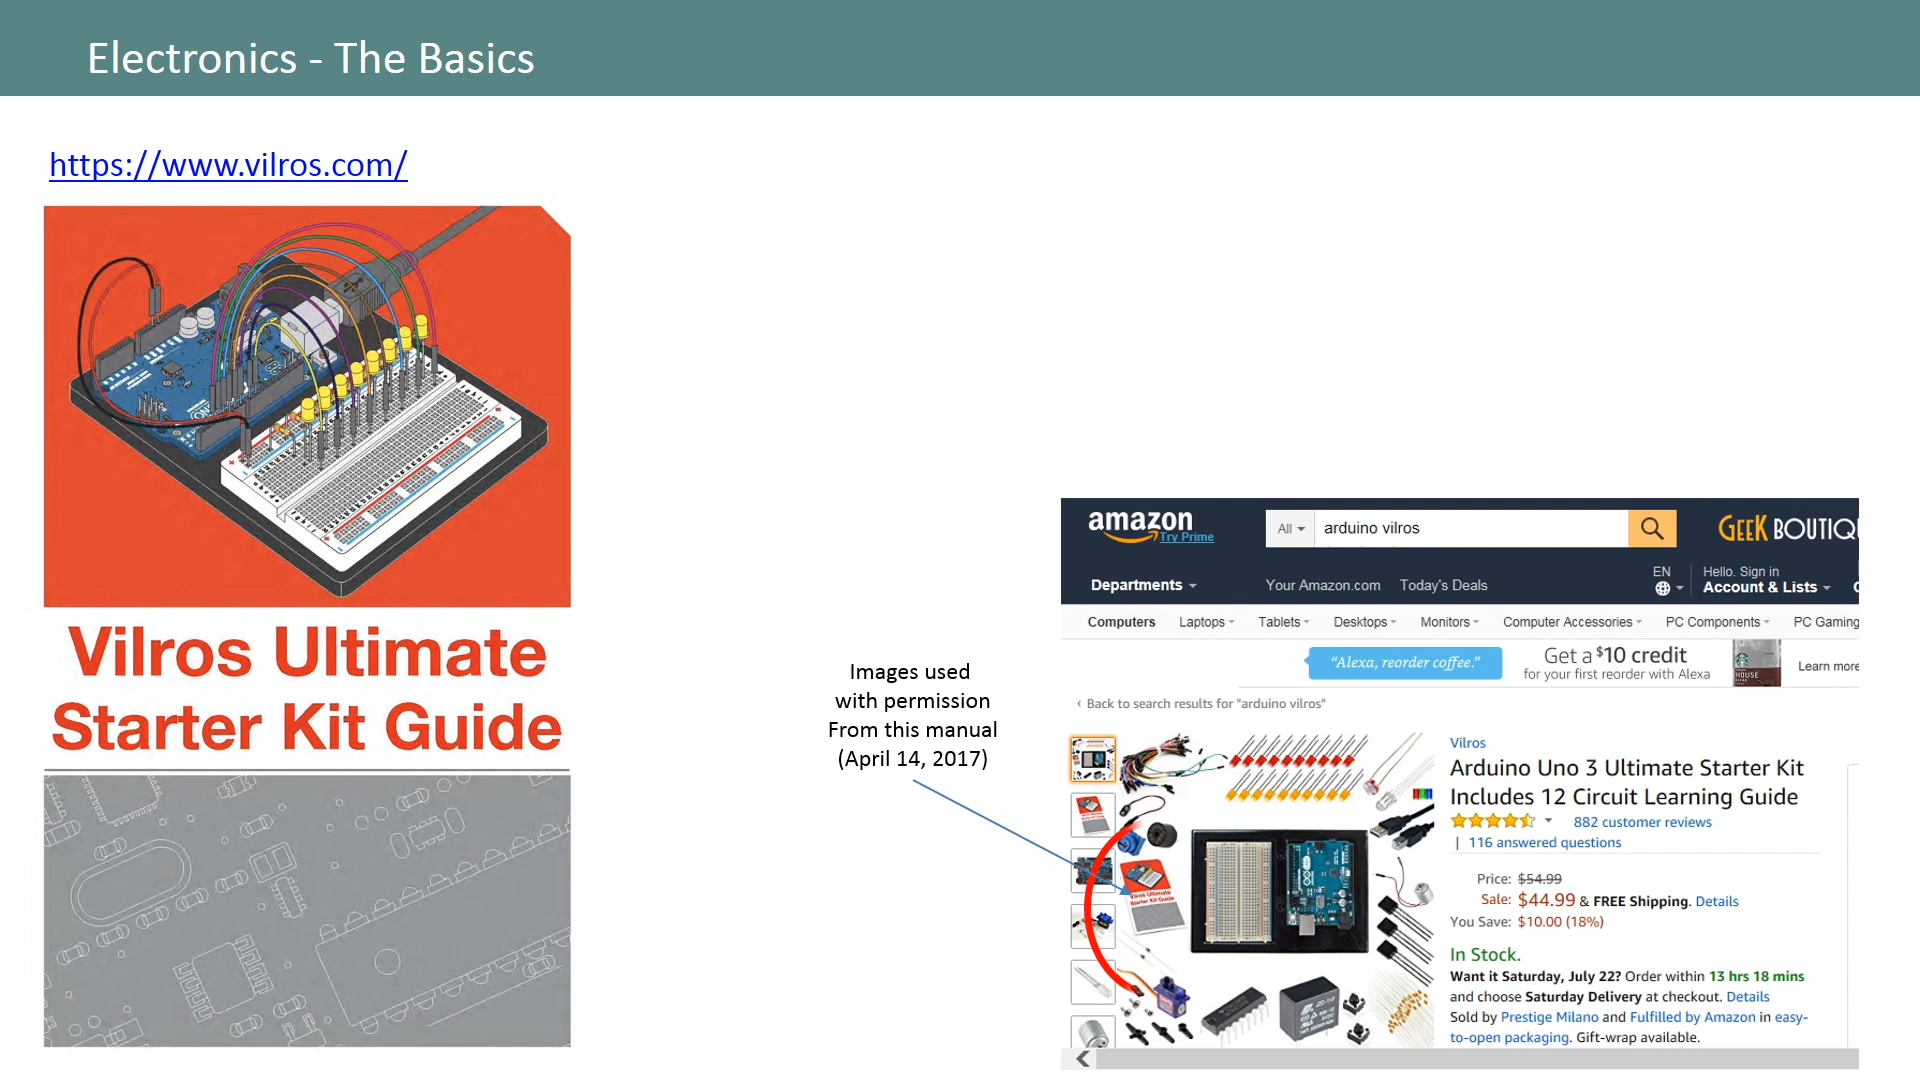 Electronics - The Basics
https://www.vilros.com/
Vilros Ultimate
Starter Kit Guide
Images used
with permission
From this manual
(April 14, 2017)
amazon
Try Prime
All
arduino vilros
GEEK BOUTIQU
Departments
Your Amazon.com
Today's Deals
EN
Hello. Sign in
Account & Lists
Computers
Laptops
Tablets
Desktops
Monitors
Computer Accessories
PC Components
PC Gaming
"Alexa, reorder coffee."
Get a $10 credit
for your first reorder with Alexa
HOUSE
Learn more
‹ Back to search results for "arduino vilros"
Vilros
Arduino Uno 3 Ultimate Starter Kit
Includes 12 Circuit Learning Guide
882 customer reviews
| 116 answered questions
Price: $54.99
Sale: $44.99 & FREE Shipping. Details
You Save: $10.00 (18%)
In Stock.
Want it Saturday, July 22? Order within 13 hrs 18 mins
and choose Saturday Delivery at checkout. Details
Sold by Prestige Milano and Fulfilled by Amazon in easy-
to-open packaging. Gift-wrap available.
Vilros Ultimate
Starter Kit Guide